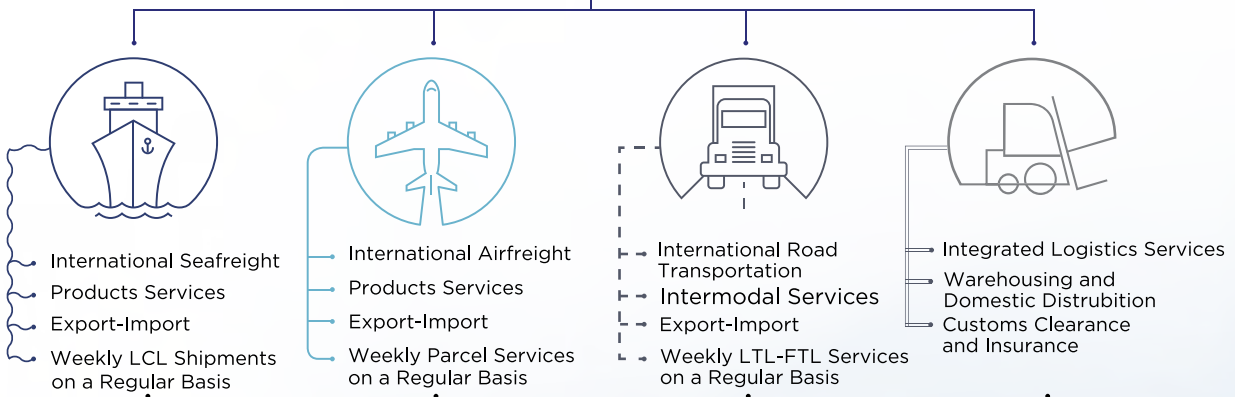 International Seafreight
Products Services
Export-Import
Weekly LCL Shipments
on a Regular Basis
International Airfreight
Products Services
Export-Import
Weekly Parcel Services
on a Regular Basis
International Road
Transportation
Intermodal Services
Export-Import
Weekly LTL-FTL Services
on a Regular Basis
Integrated Logistics Services
Warehousing and
Domestic Distrubition
Customs Clearance
and Insurance